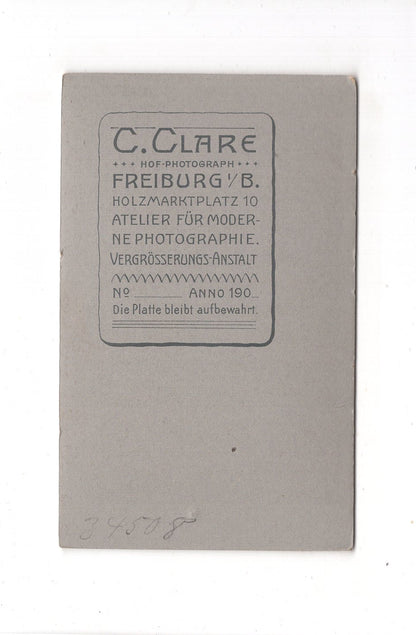 C. CLARE
+++ HOF-PHOTOGRAPH +++
FREIBURG I/B.
HOLZMARKTPLATZ 10
ATELIER FÜR MODER-
NE PHOTOGRAPHIE.
VERGRÖSSERUNGS-ANSTALT
No ANNO 190
Die Platte bleibt aufbewahrt.
34508